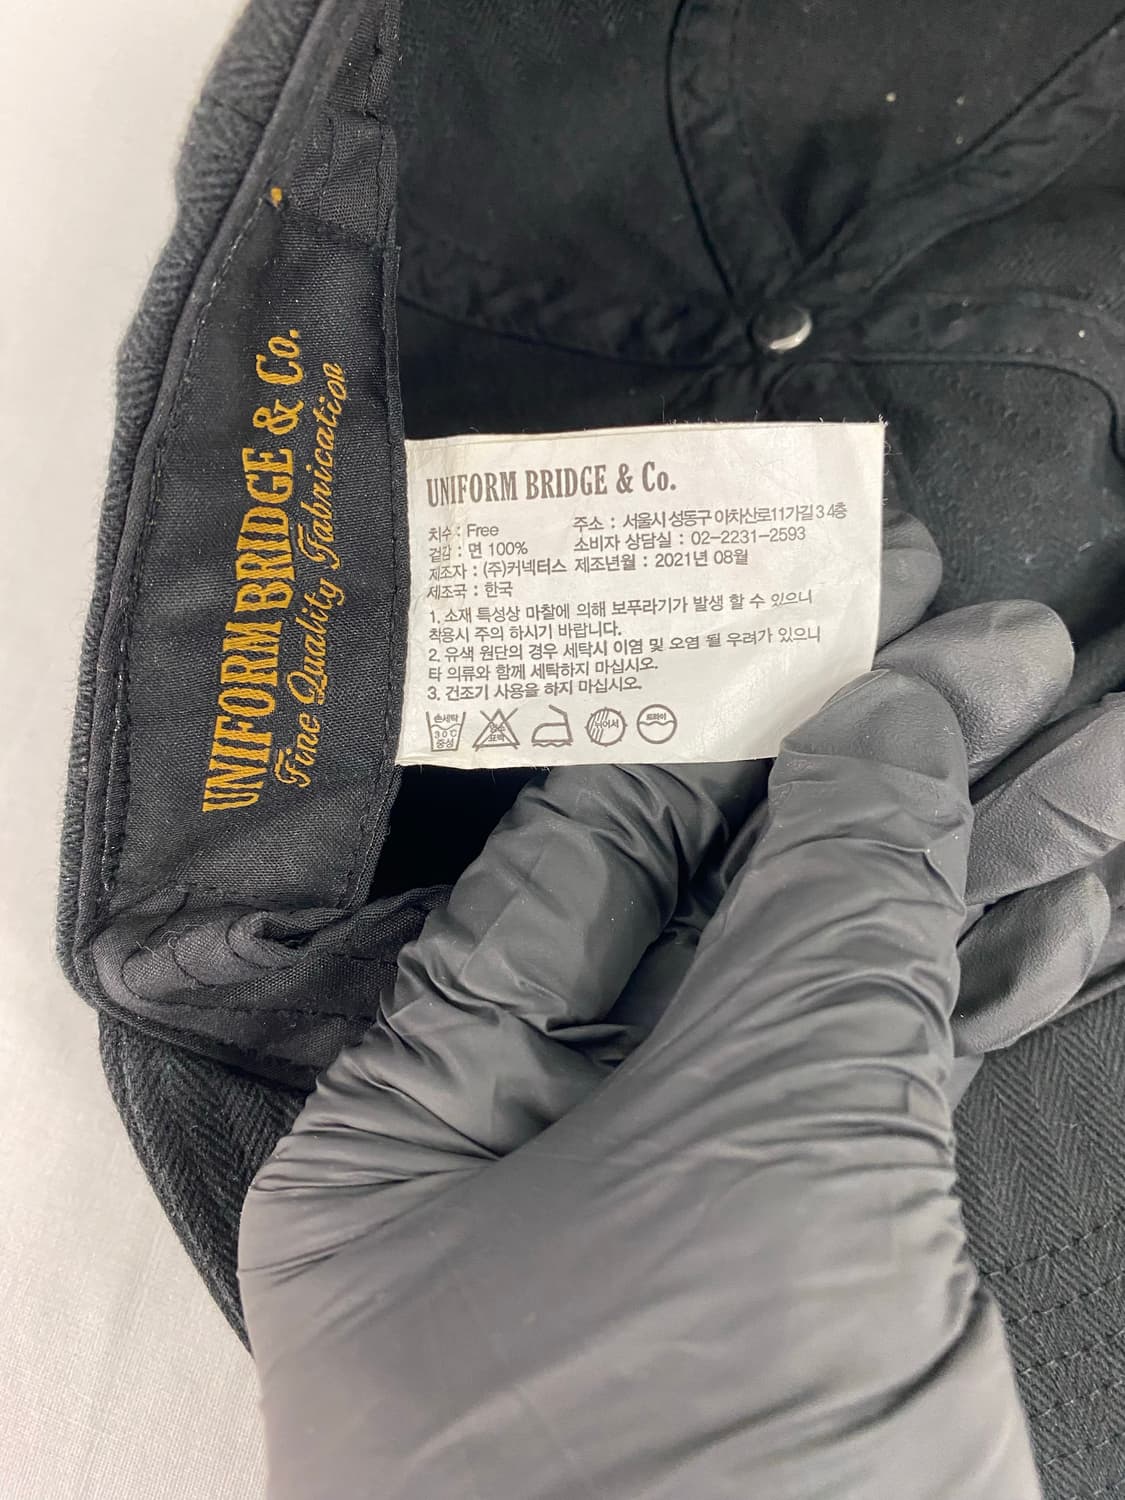 UNIFORM BRIDGE & Co.
Fine Quality Fabrication
UNIFORM BRIDGE & Co.
치수 : Free 주소 : 서울시 성동구 아차산로11가길 3 4층
겉감 : 면 100% 소비자 상담실 : 02-2231-2593
제조자 : (주)커넥터스 제조년월 : 2021년 08월
제조국 : 한국
1. 소재 특성상 마찰에 의해 보푸라기가 발생 할 수 있으니
착용시 주의 하시기 바랍니다.
2. 유색 원단의 경우 세탁시 이염 및 오염 될 우려가 있으니
타 의류와 함께 세탁하지 마십시오.
3. 건조기 사용을 하지 마십시오.
손세탁
30℃
중성
염소
표백
드라이